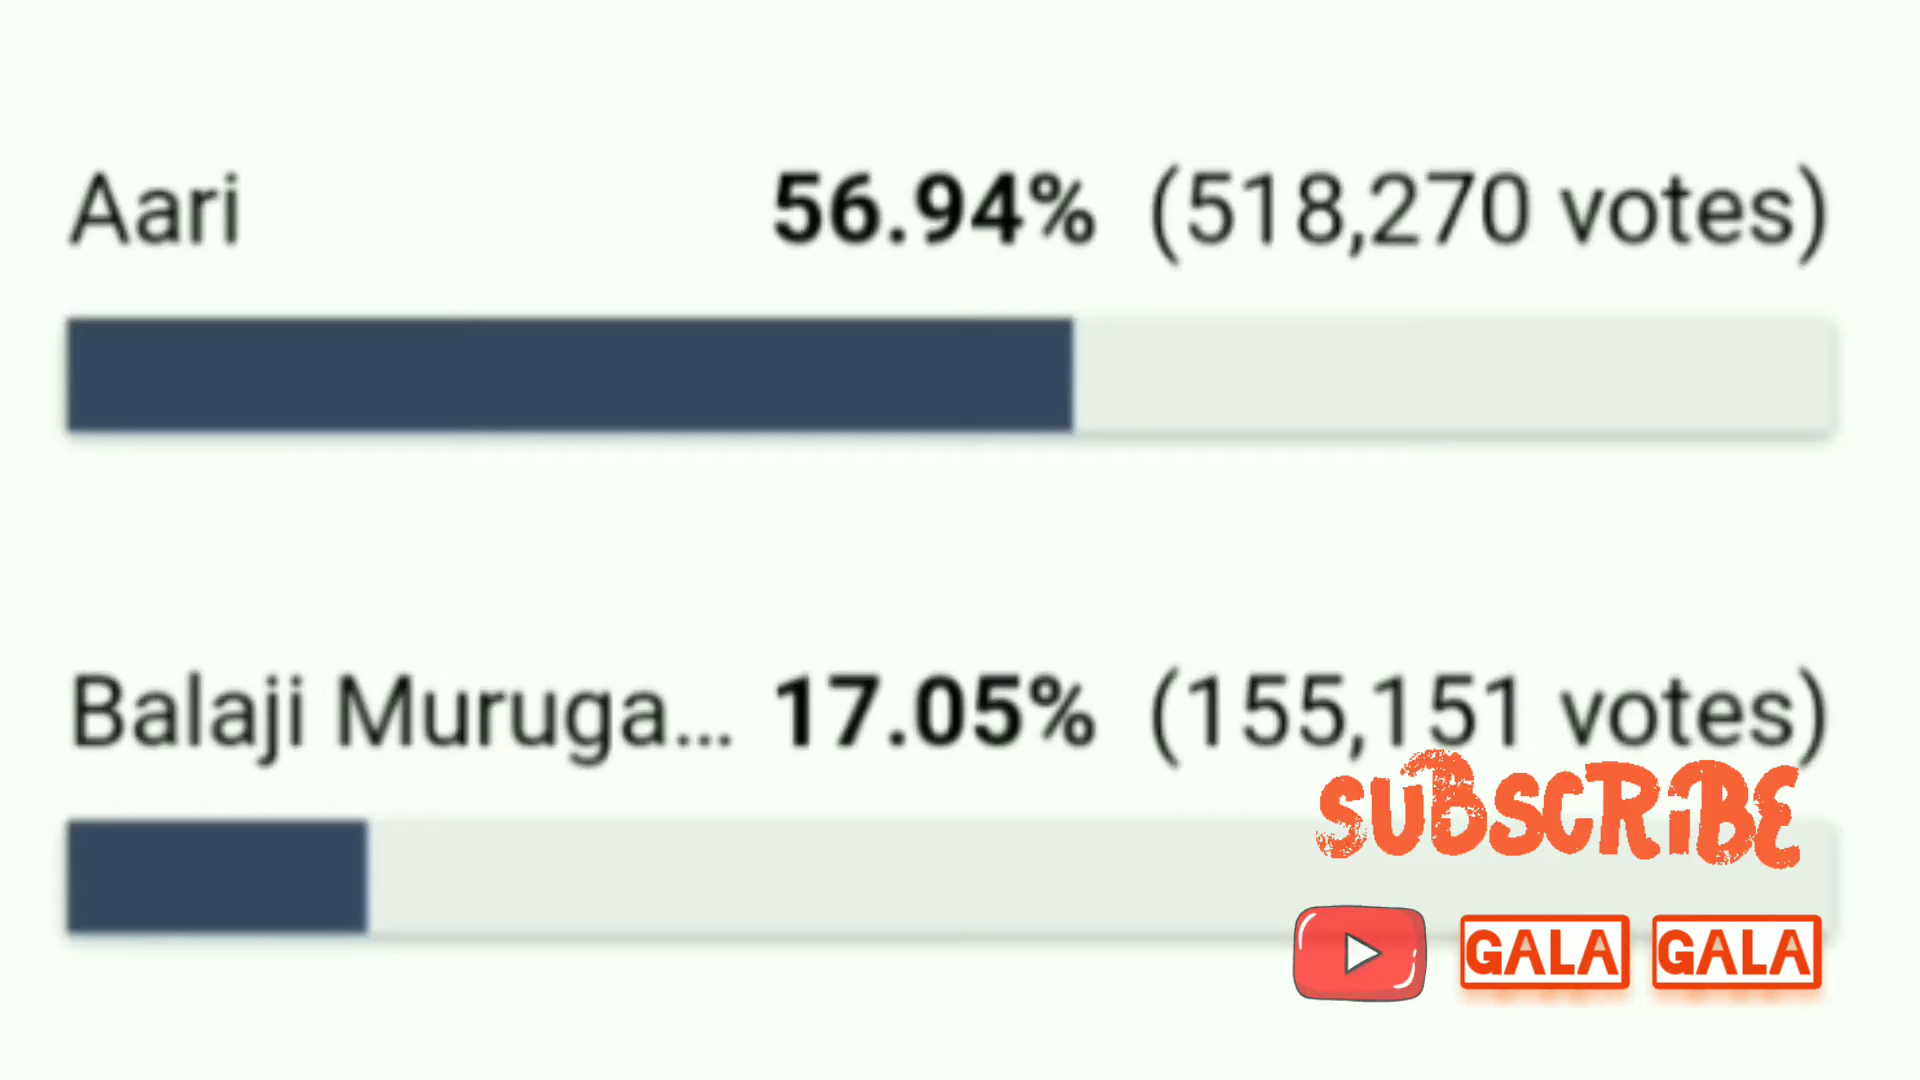 Aari 56.94% (518,270 votes)
Balaji Muruga... 17.05% (155,151 votes)
SUBSCRIBE
GALA GALA